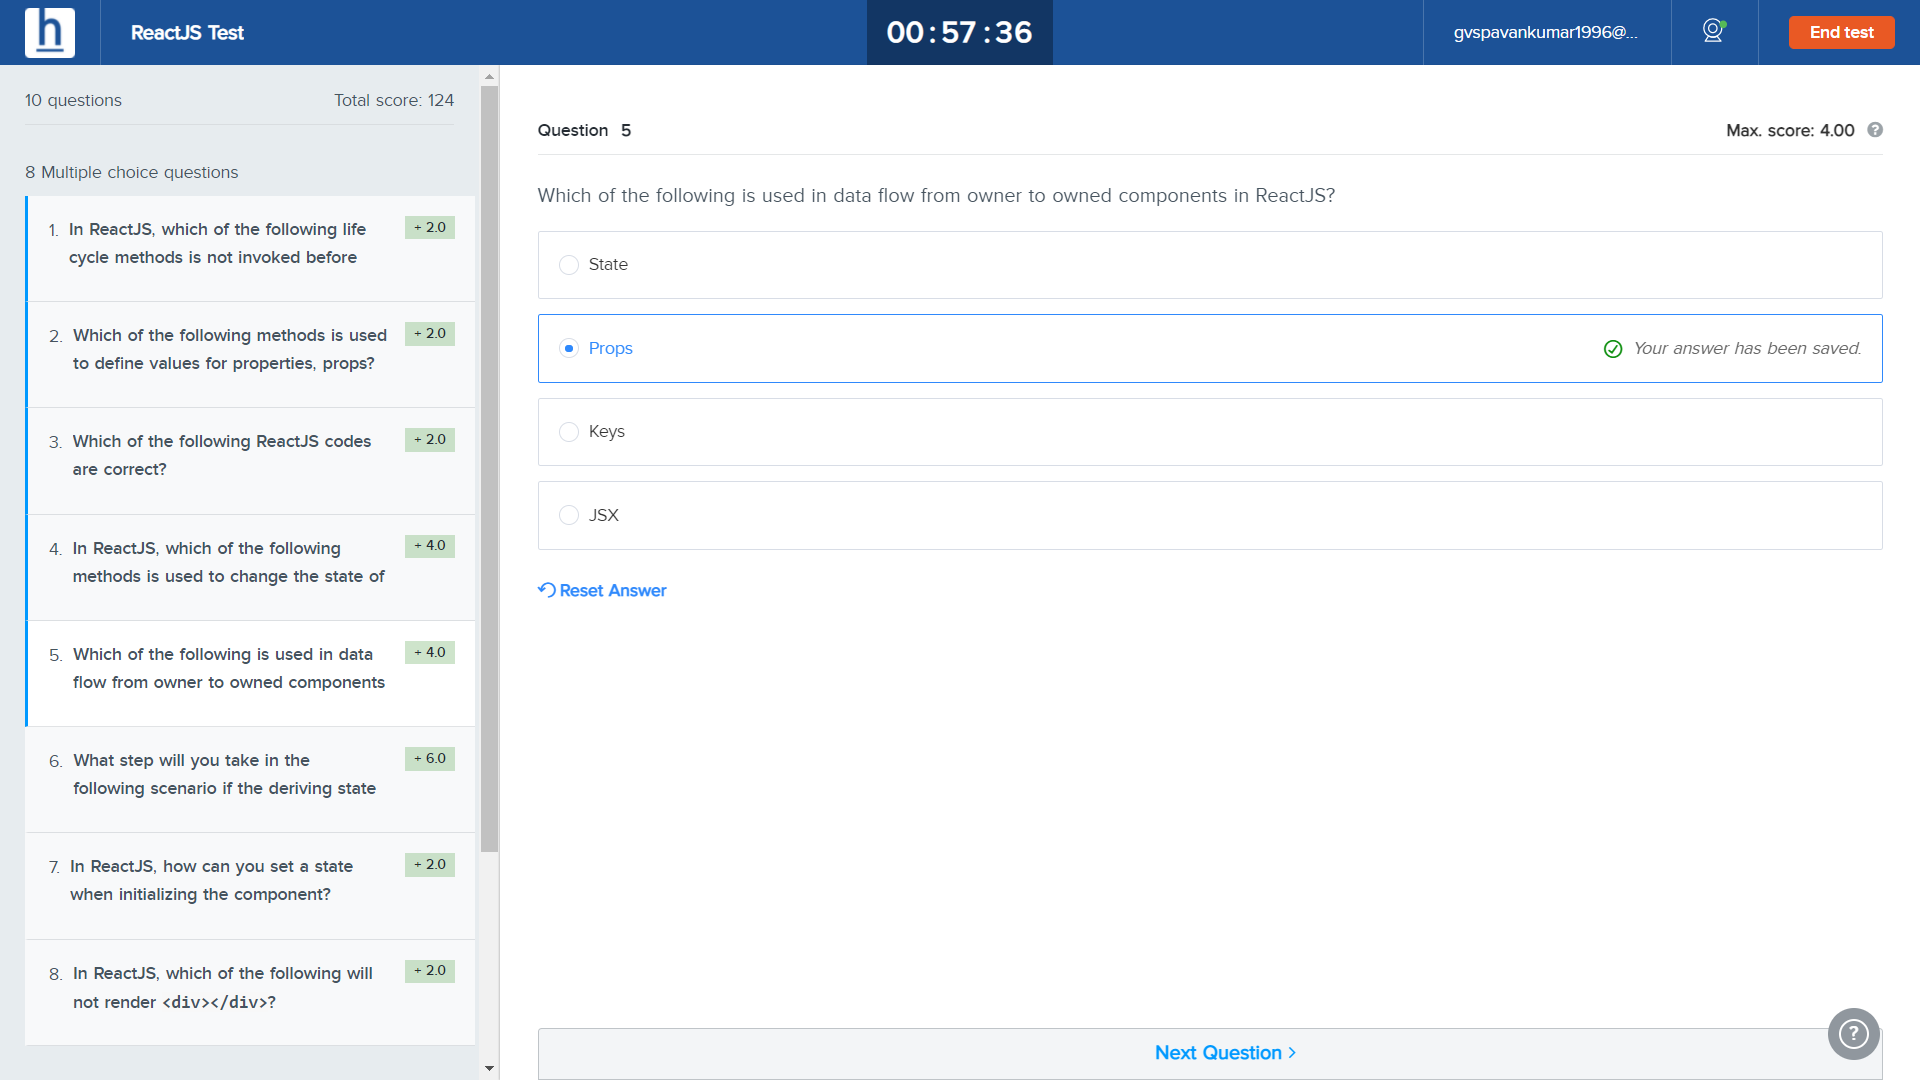 h
ReactJS Test
00:57:36
gvspavankumar1996@...
End test
10 questions
Total score: 124
8 Multiple choice questions
1. In ReactJS, which of the following life
cycle methods is not invoked before
+ 2.0
2. Which of the following methods is used
to define values for properties, props?
+ 2.0
3. Which of the following ReactJS codes
are correct?
+ 2.0
4. In ReactJS, which of the following
methods is used to change the state of
+ 4.0
5. Which of the following is used in data
flow from owner to owned components
+ 4.0
6. What step will you take in the
following scenario if the deriving state
+ 6.0
7. In ReactJS, how can you set a state
when initializing the component?
+ 2.0
8. In ReactJS, which of the following will
not render <div></div>?
+ 2.0
Question 5
Max. score: 4.00 ?
Which of the following is used in data flow from owner to owned components in ReactJS?
State
Props
Your answer has been saved.
Keys
JSX
Reset Answer
Next Question >
?